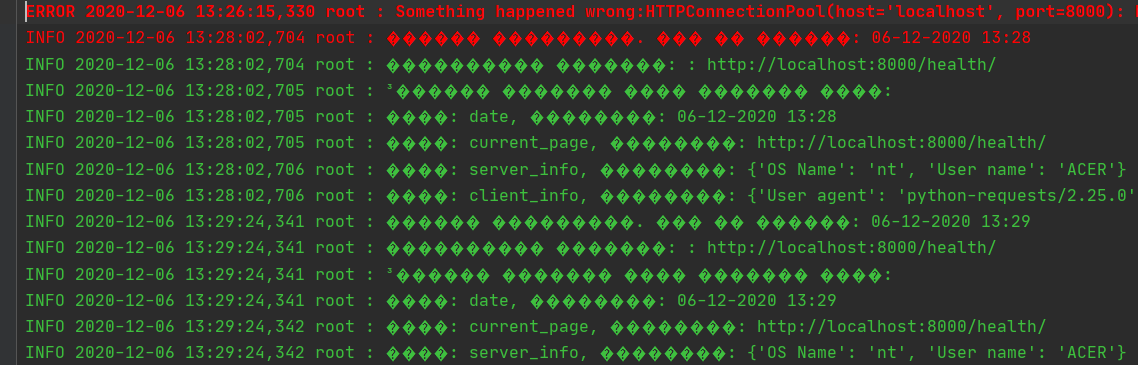 ERROR 2020-12-06 13:26:15,330 root : Something happened wrong:HTTPConnectionPool(host='localhost', port=8000):
INFO 2020-12-06 13:28:02,704 root : ������ ���������. ��� �� ������: 06-12-2020 13:28
INFO 2020-12-06 13:28:02,704 root : ���������� �������: : http://localhost:8000/health/
INFO 2020-12-06 13:28:02,705 root : ³������ ������� ���� ������� ����:
INFO 2020-12-06 13:28:02,705 root : ����: date, ��������: 06-12-2020 13:28
INFO 2020-12-06 13:28:02,705 root : ����: current_page, ��������: http://localhost:8000/health/
INFO 2020-12-06 13:28:02,706 root : ����: server_info, ��������: {'OS Name': 'nt', 'User name': 'ACER'}
INFO 2020-12-06 13:28:02,706 root : ����: client_info, ��������: {'User agent': 'python-requests/2.25.0'
INFO 2020-12-06 13:29:24,341 root : ������ ���������. ��� �� ������: 06-12-2020 13:29
INFO 2020-12-06 13:29:24,341 root : ���������� �������: : http://localhost:8000/health/
INFO 2020-12-06 13:29:24,341 root : ³������ ������� ���� ������� ����:
INFO 2020-12-06 13:29:24,341 root : ����: date, ��������: 06-12-2020 13:29
INFO 2020-12-06 13:29:24,342 root : ����: current_page, ��������: http://localhost:8000/health/
INFO 2020-12-06 13:29:24,342 root : ����: server_info, ��������: {'OS Name': 'nt', 'User name': 'ACER'}